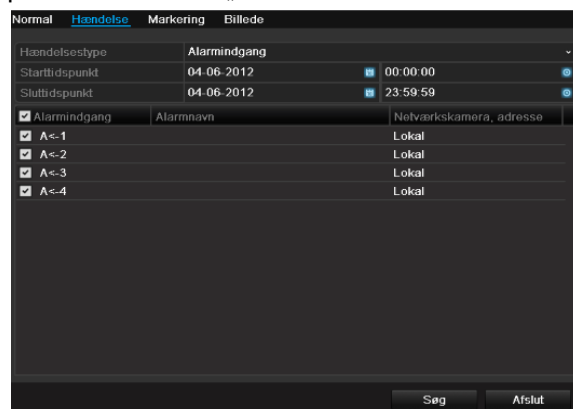 Normal Hændelse Markering Billede
Hændelsestype Alarmindgang
Starttidspunkt 04-06-2012 00:00:00
Sluttidspunkt 04-06-2012 23:59:59
Alarmindgang Alarmnavn Netværkskamera, adresse
A<-1 Lokal
A<-2 Lokal
A<-3 Lokal
A<-4 Lokal
Søg Afslut